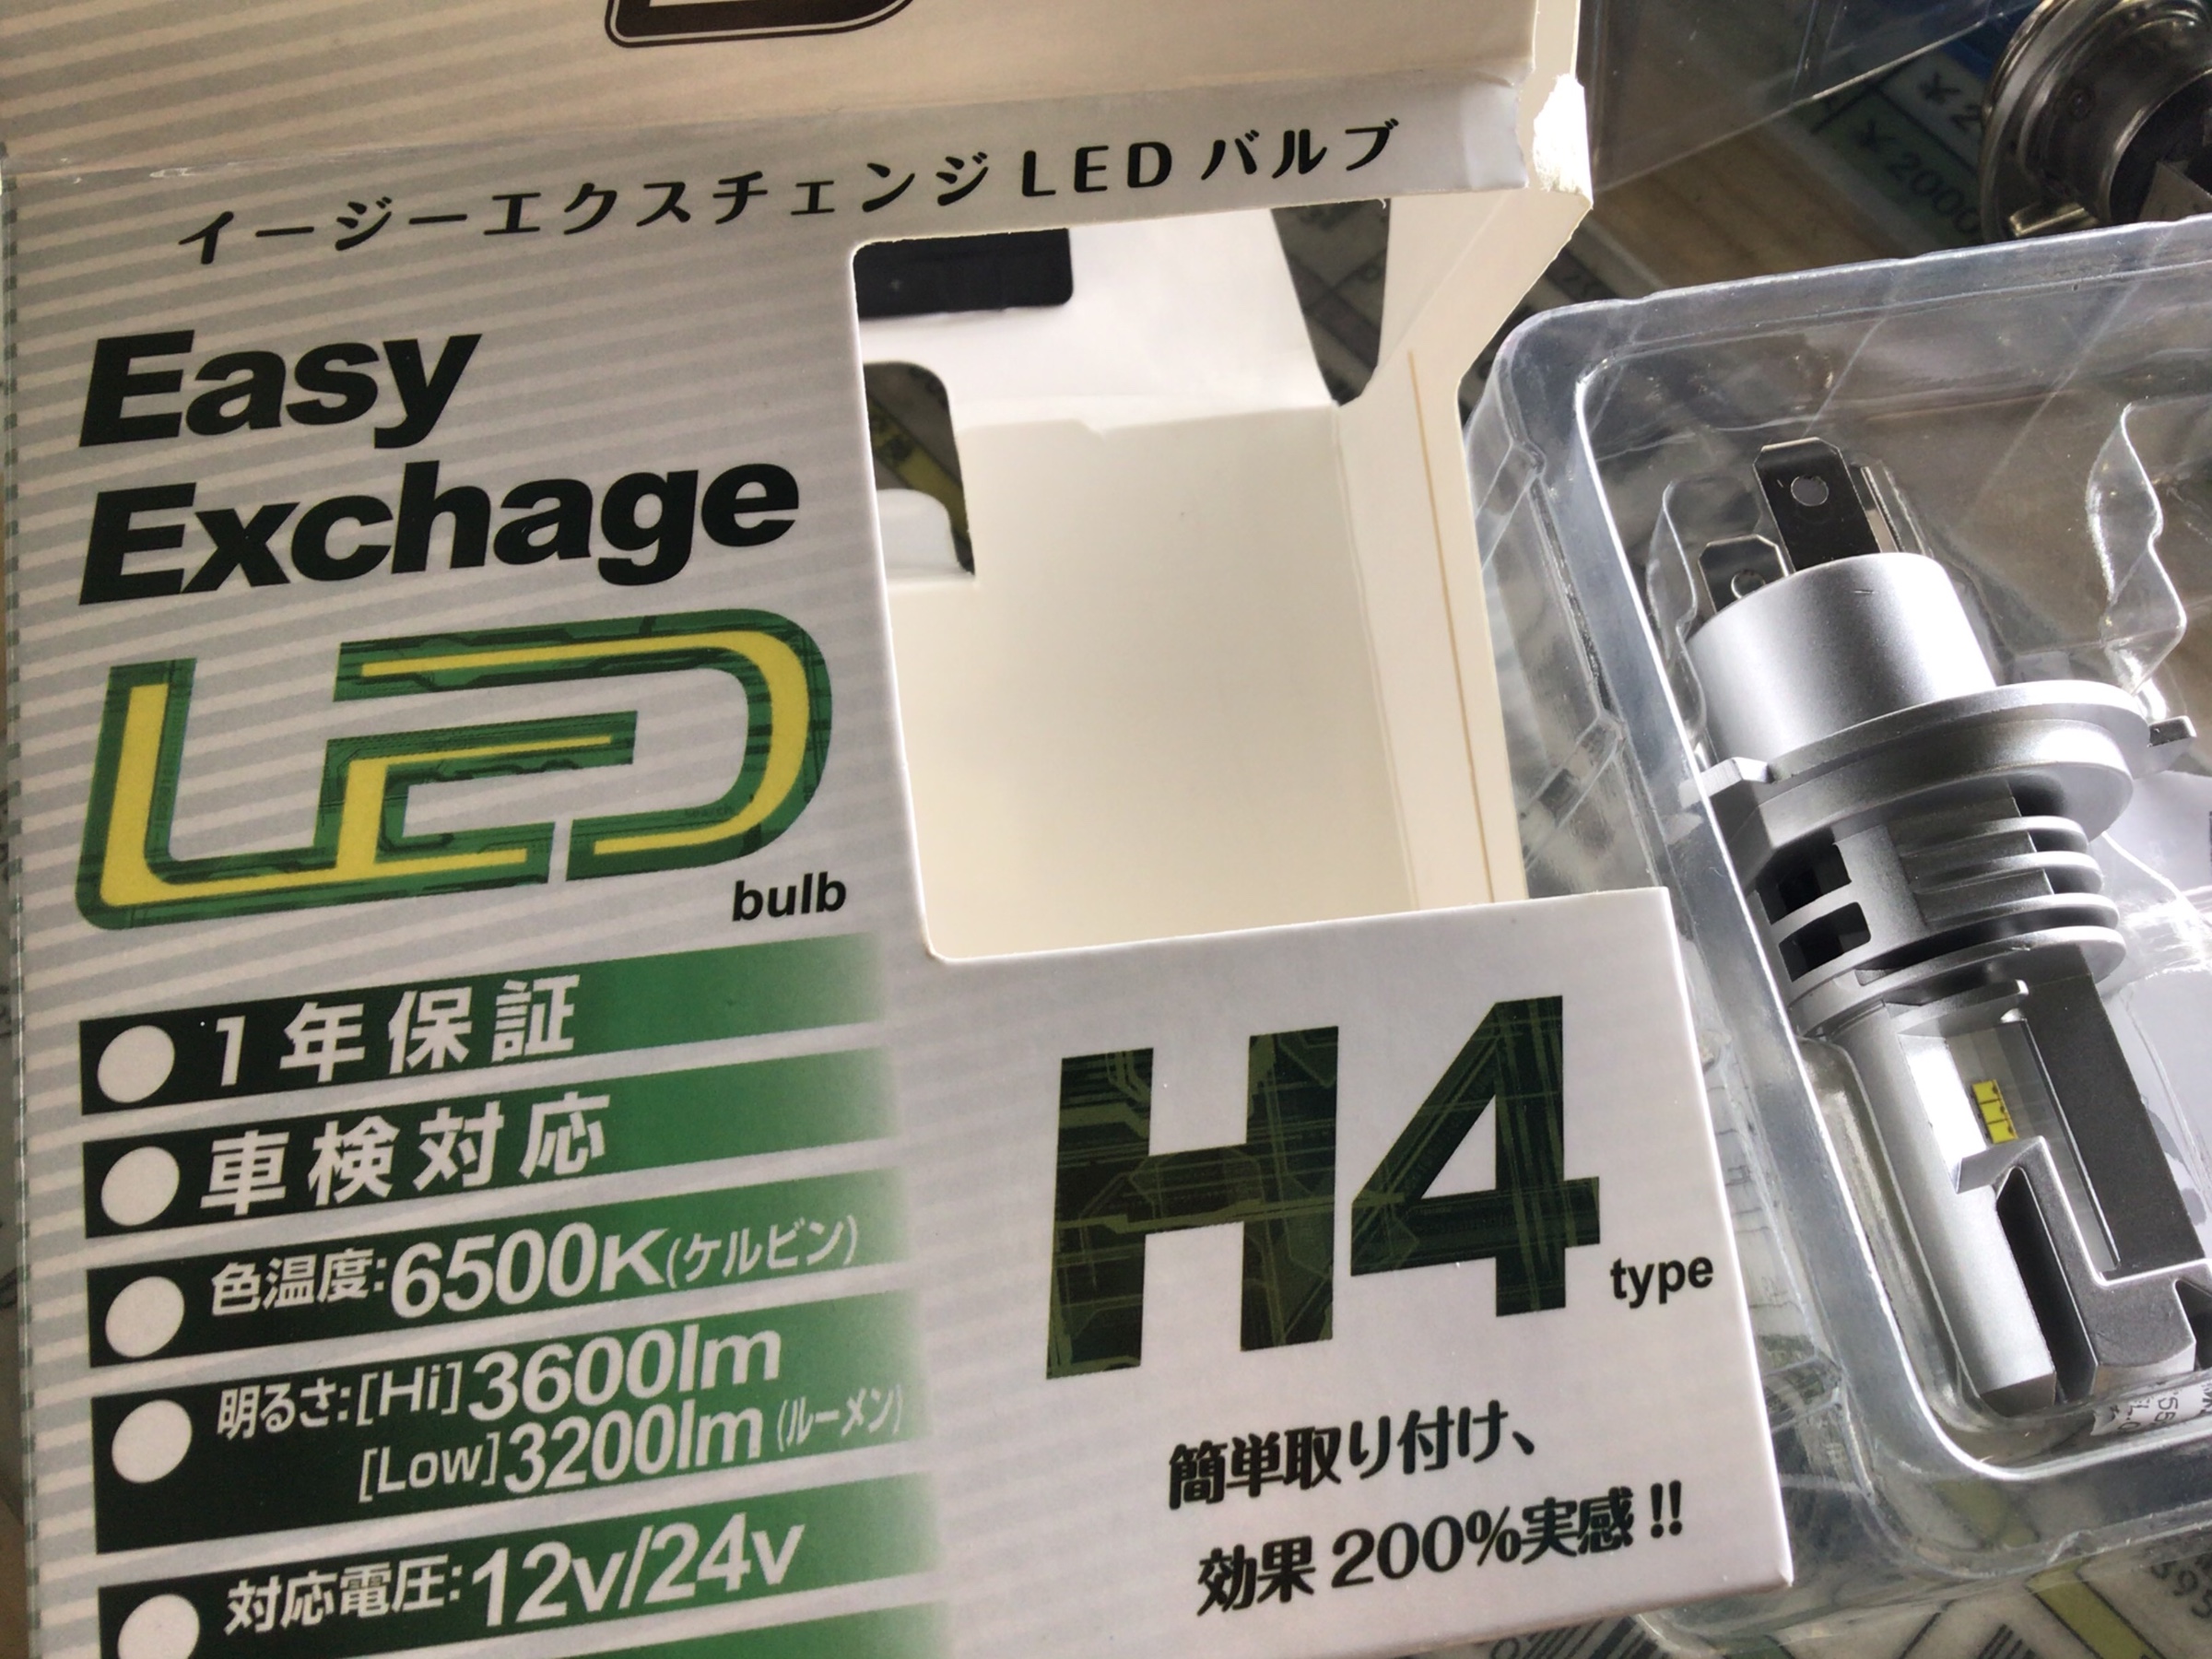 イージーエクスチェンジ LED バルブ
Easy
Exchage
LED
bulb
●1年保証
●車検対応
●色温度:6500K(ケルビン)
●明るさ:[Hi]3600lm
[Low]3200lm(ルーメン)
●対応電圧:12v/24v
H4
type
簡単取り付け、
効果200%実感!!
¥2000